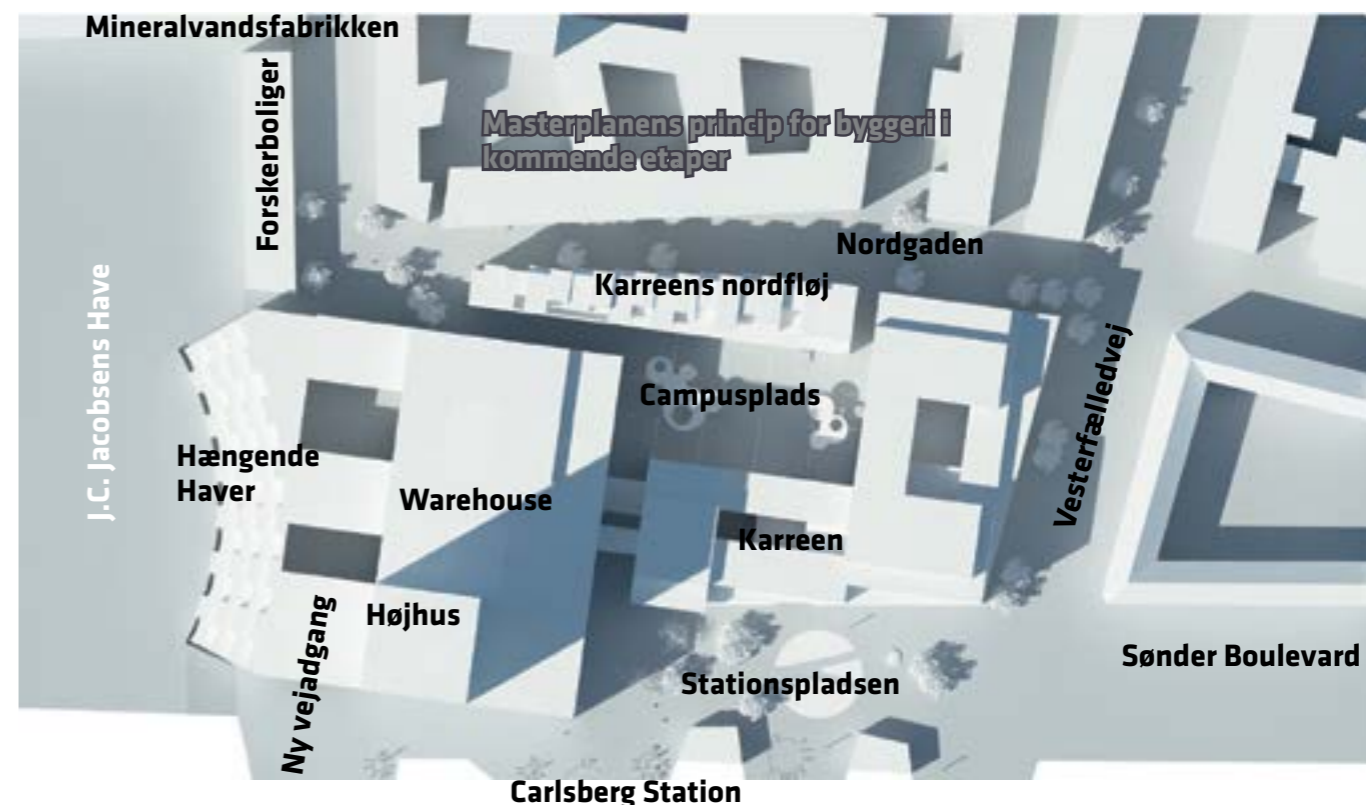 Mineralvandsfabrikken
Forskerboliger
Masterplanens princip for byggeri i
kommende etaper
Nordgaden
Karreens nordfløj
J.C. Jacobsens Have
Campusplads
Vesterfælledvej
Hængende
Haver
Warehouse
Karreen
Højhus
Ny vejadgang
Sønder Boulevard
Stationspladsen
Carlsberg Station